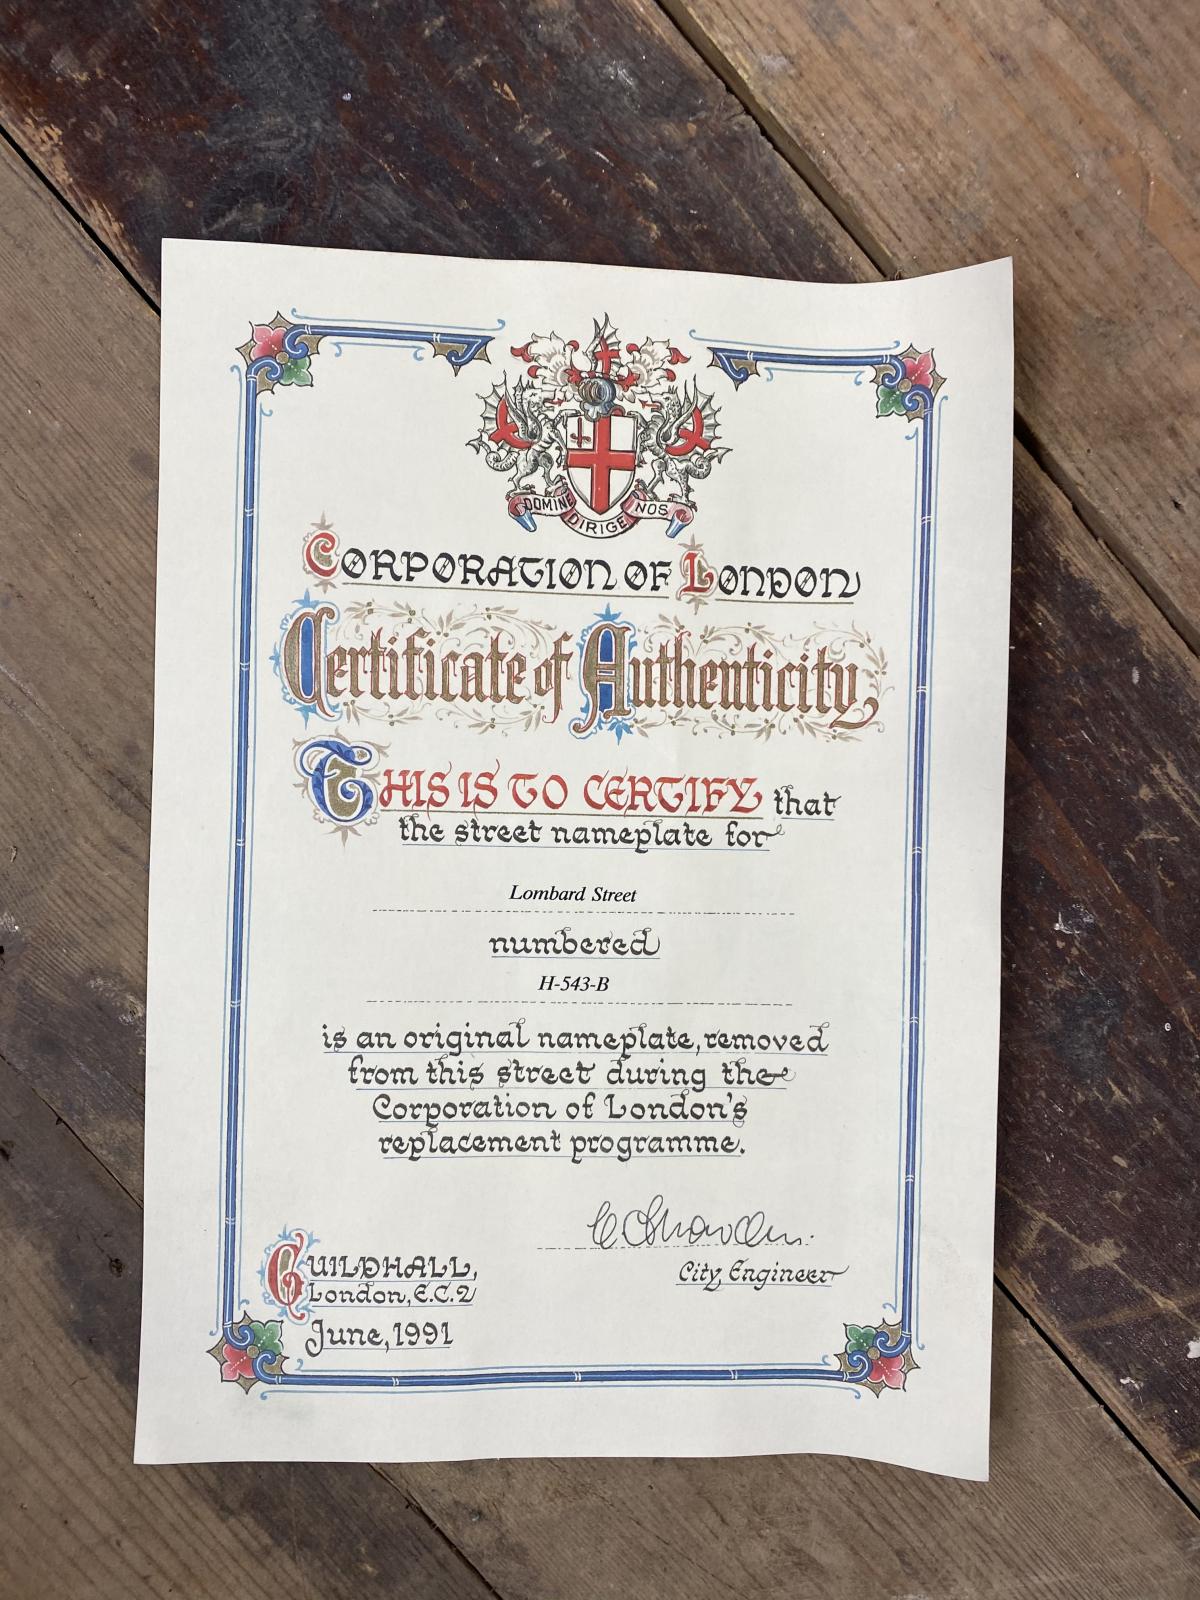 DOMINE DIRIGE NOS
CORPORATION OF LONDON
Certificate of Authenticity
THIS IS TO CERTIFY that
the street nameplate for
Lombard Street
numbered
H-543-B
is an original nameplate, removed
from this street during the
Corporation of London's
replacement programme.
City Engineer
GUILDHALL,
London, E.C.2
June, 1991